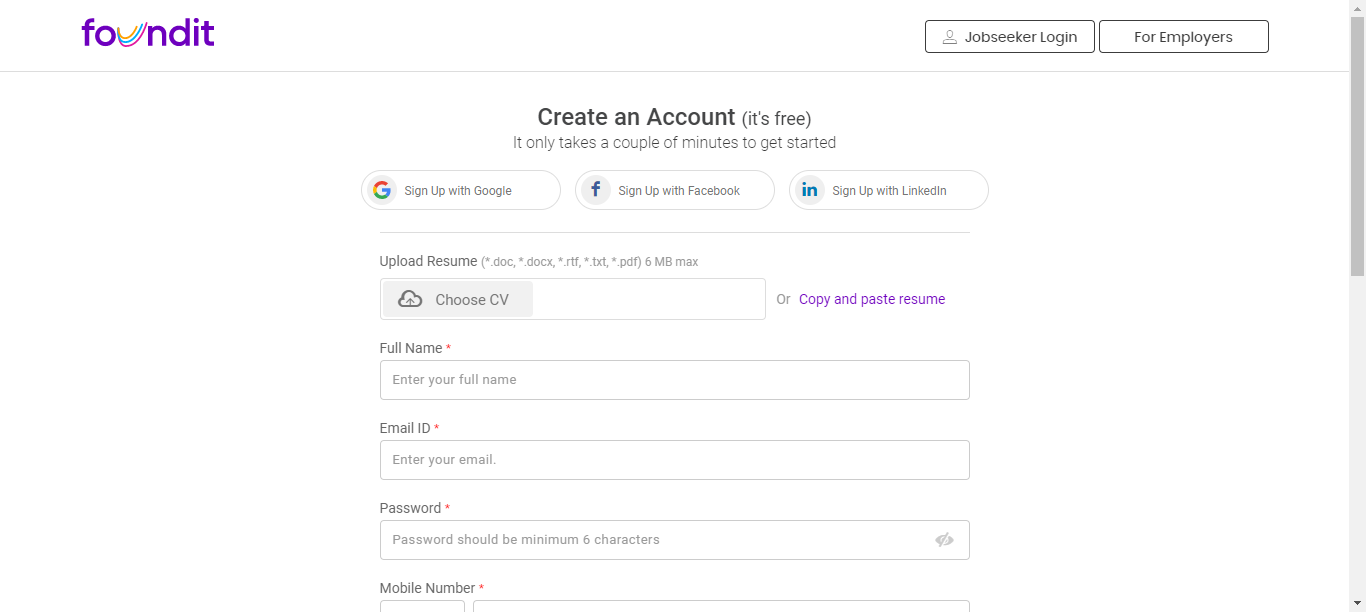 foundit
Jobseeker Login
For Employers
Create an Account (it's free)
It only takes a couple of minutes to get started
Sign Up with Google
Sign Up with Facebook
Sign Up with LinkedIn
Upload Resume (*.doc, *.docx, *.rtf, *.txt, *.pdf) 6 MB max
Choose CV
Or Copy and paste resume
Full Name *
Enter your full name
Email ID *
Enter your email.
Password *
Password should be minimum 6 characters
Mobile Number *